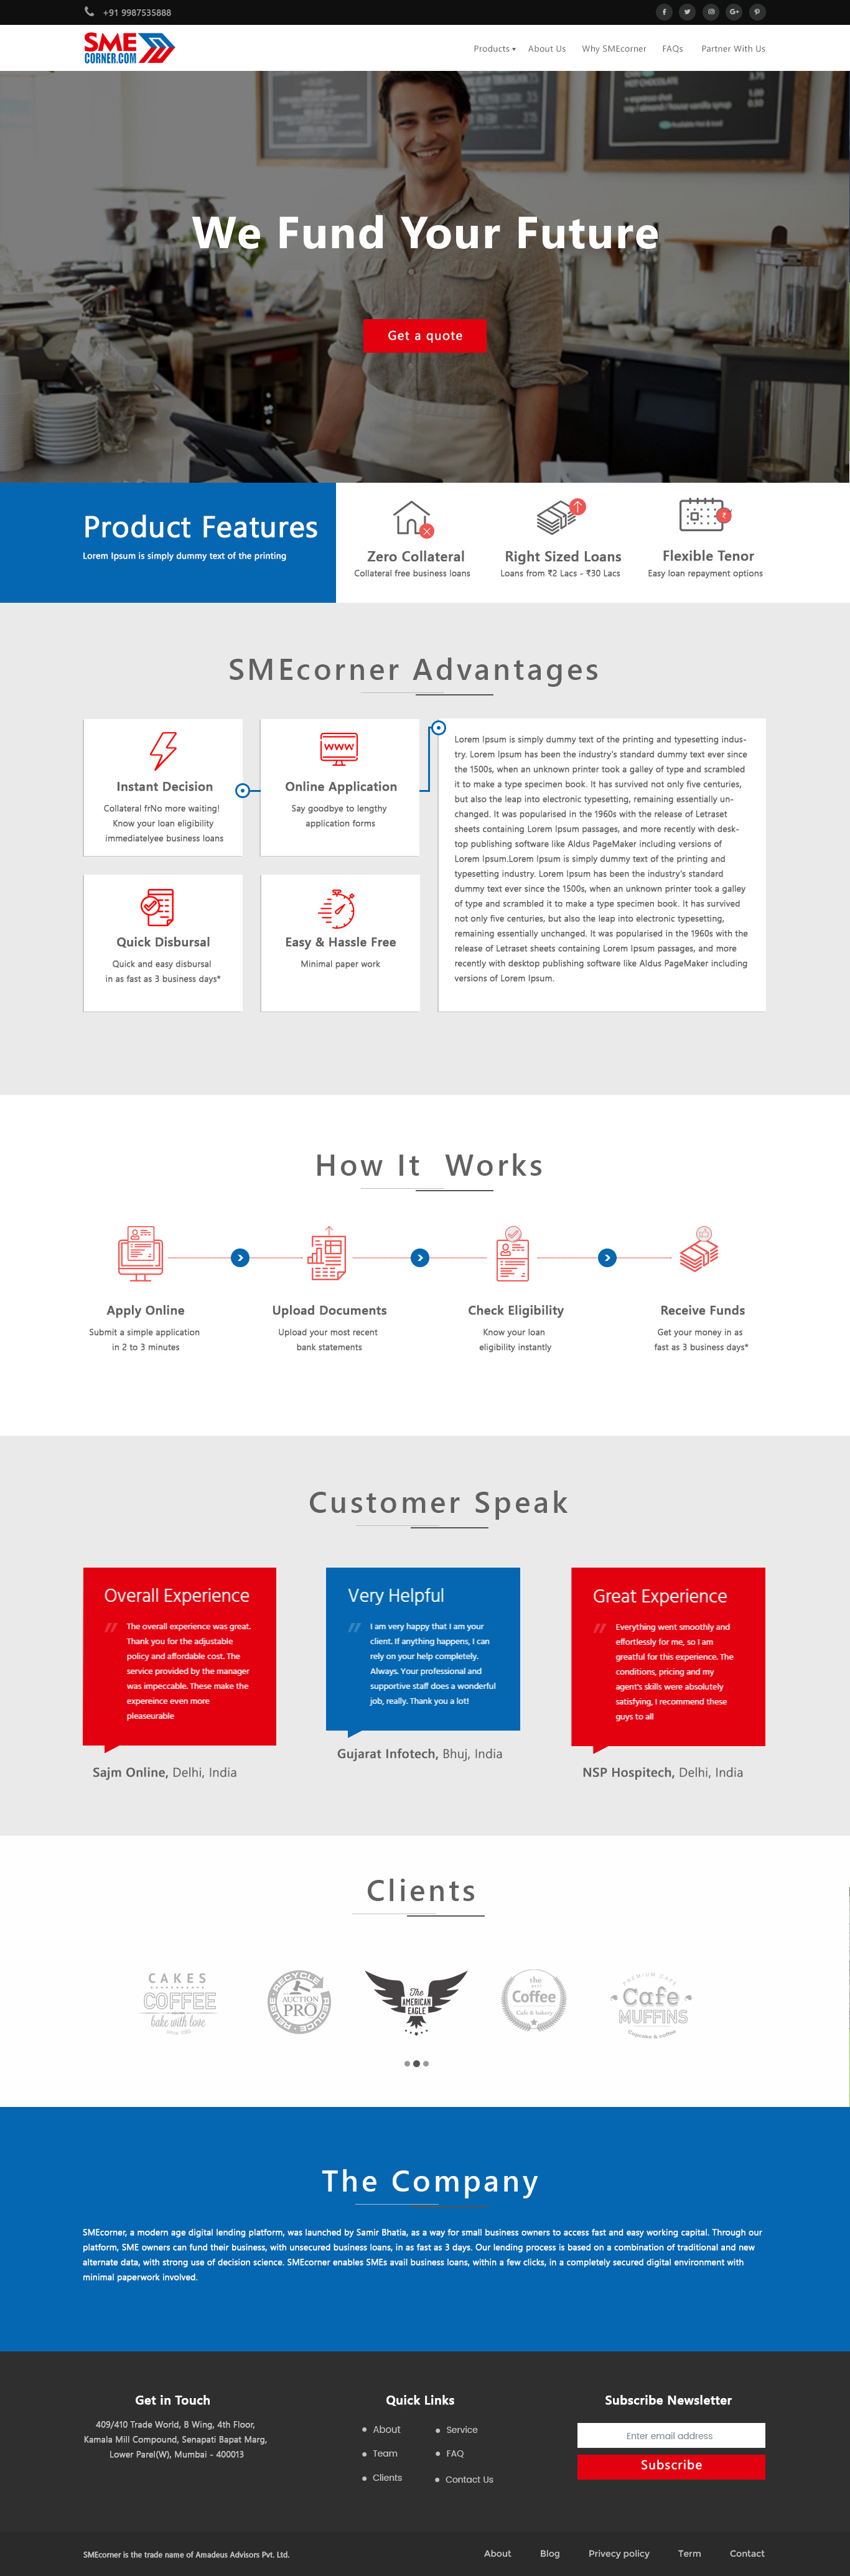 +91 9987535888
SME
CORNER.COM
Products About Us Why SMEcorner FAQs Partner With Us
We Fund Your Future
Get a quote
Product Features
Lorem Ipsum is simply dummy text of the printing
Zero Collateral
Collateral free business loans
Right Sized Loans
Loans from ₹2 Lacs - ₹30 Lacs
Flexible Tenor
Easy loan repayment options
SMEcorner Advantages
Instant Decision
Collateral frNo more waiting!
Know your loan eligibility
immediatelyee business loans
WWW
Online Application
Say goodbye to lengthy
application forms
Quick Disbursal
Quick and easy disbursal
in as fast as 3 business days*
Easy & Hassle Free
Minimal paper work
Lorem Ipsum is simply dummy text of the printing and typesetting indus-
try. Lorem Ipsum has been the industry's standard dummy text ever since
the 1500s, when an unknown printer took a galley of type and scrambled
it to make a type specimen book. It has survived not only five centuries,
but also the leap into electronic typesetting, remaining essentially un-
changed. It was popularised in the 1960s with the release of Letraset
sheets containing Lorem Ipsum passages, and more recently with desk-
top publishing software like Aldus PageMaker including versions of
Lorem Ipsum.Lorem Ipsum is simply dummy text of the printing and
typesetting industry. Lorem Ipsum has been the industry's standard
dummy text ever since the 1500s, when an unknown printer took a galley
of type and scrambled it to make a type specimen book. It has survived
not only five centuries, but also the leap into electronic typesetting,
remaining essentially unchanged. It was popularised in the 1960s with the
release of Letraset sheets containing Lorem Ipsum passages, and more
recently with desktop publishing software like Aldus PageMaker including
versions of Lorem Ipsum.
How It Works
Apply Online
Submit a simple application
in 2 to 3 minutes
Upload Documents
Upload your most recent
bank statements
Check Eligibility
Know your loan
eligibility instantly
Receive Funds
Get your money in as
fast as 3 business days*
Customer Speak
Overall Experience
The overall experience was great.
Thank you for the adjustable
policy and affordable cost. The
service provided by the manager
was impeccable. These make the
expereince even more
pleaseurable
Sajm Online, Delhi, India
Very Helpful
I am very happy that I am your
client. If anything happens, I can
rely on your help completely.
Always. Your professional and
supportive staff does a wonderful
job, really. Thank you a lot!
Gujarat Infotech, Bhuj, India
Great Experience
Everything went smoothly and
effortlessly for me, so I am
greatful for this experience. The
conditions, pricing and my
agent's skills were absolutely
satisfying, I recommend these
guys to all
NSP Hospitech, Delhi, India
Clients
CAKES
COFFEE
bake with love
RECYCLE
AUCTION
PRO
REDUCE REUSE
The
AMERICAN
EAGLE
the
Coffee
Cafe & bakery
PREMIUM CAFE
Cafe
MUFFINS
Cupcake & coffee
The Company
SMEcorner, a modern age digital lending platform, was launched by Samir Bhatia, as a way for small business owners to access fast and easy working capital. Through our
platform, SME owners can fund their business, with unsecured business loans, in as fast as 3 days. Our lending process is based on a combination of traditional and new
alternate data, with strong use of decision science. SMEcorner enables SMEs avail business loans, within a few clicks, in a completely secured digital environment with
minimal paperwork involved.
Get in Touch
409/410 Trade World, B Wing, 4th Floor,
Kamala Mill Compound, Senapati Bapat Marg,
Lower Parel(W), Mumbai - 400013
Quick Links
About
Team
Clients
Service
FAQ
Contact Us
Subscribe Newsletter
Enter email address
Subscribe
SMEcorner is the trade name of Amadeus Advisors Pvt. Ltd.
About Blog Privecy policy Term Contact